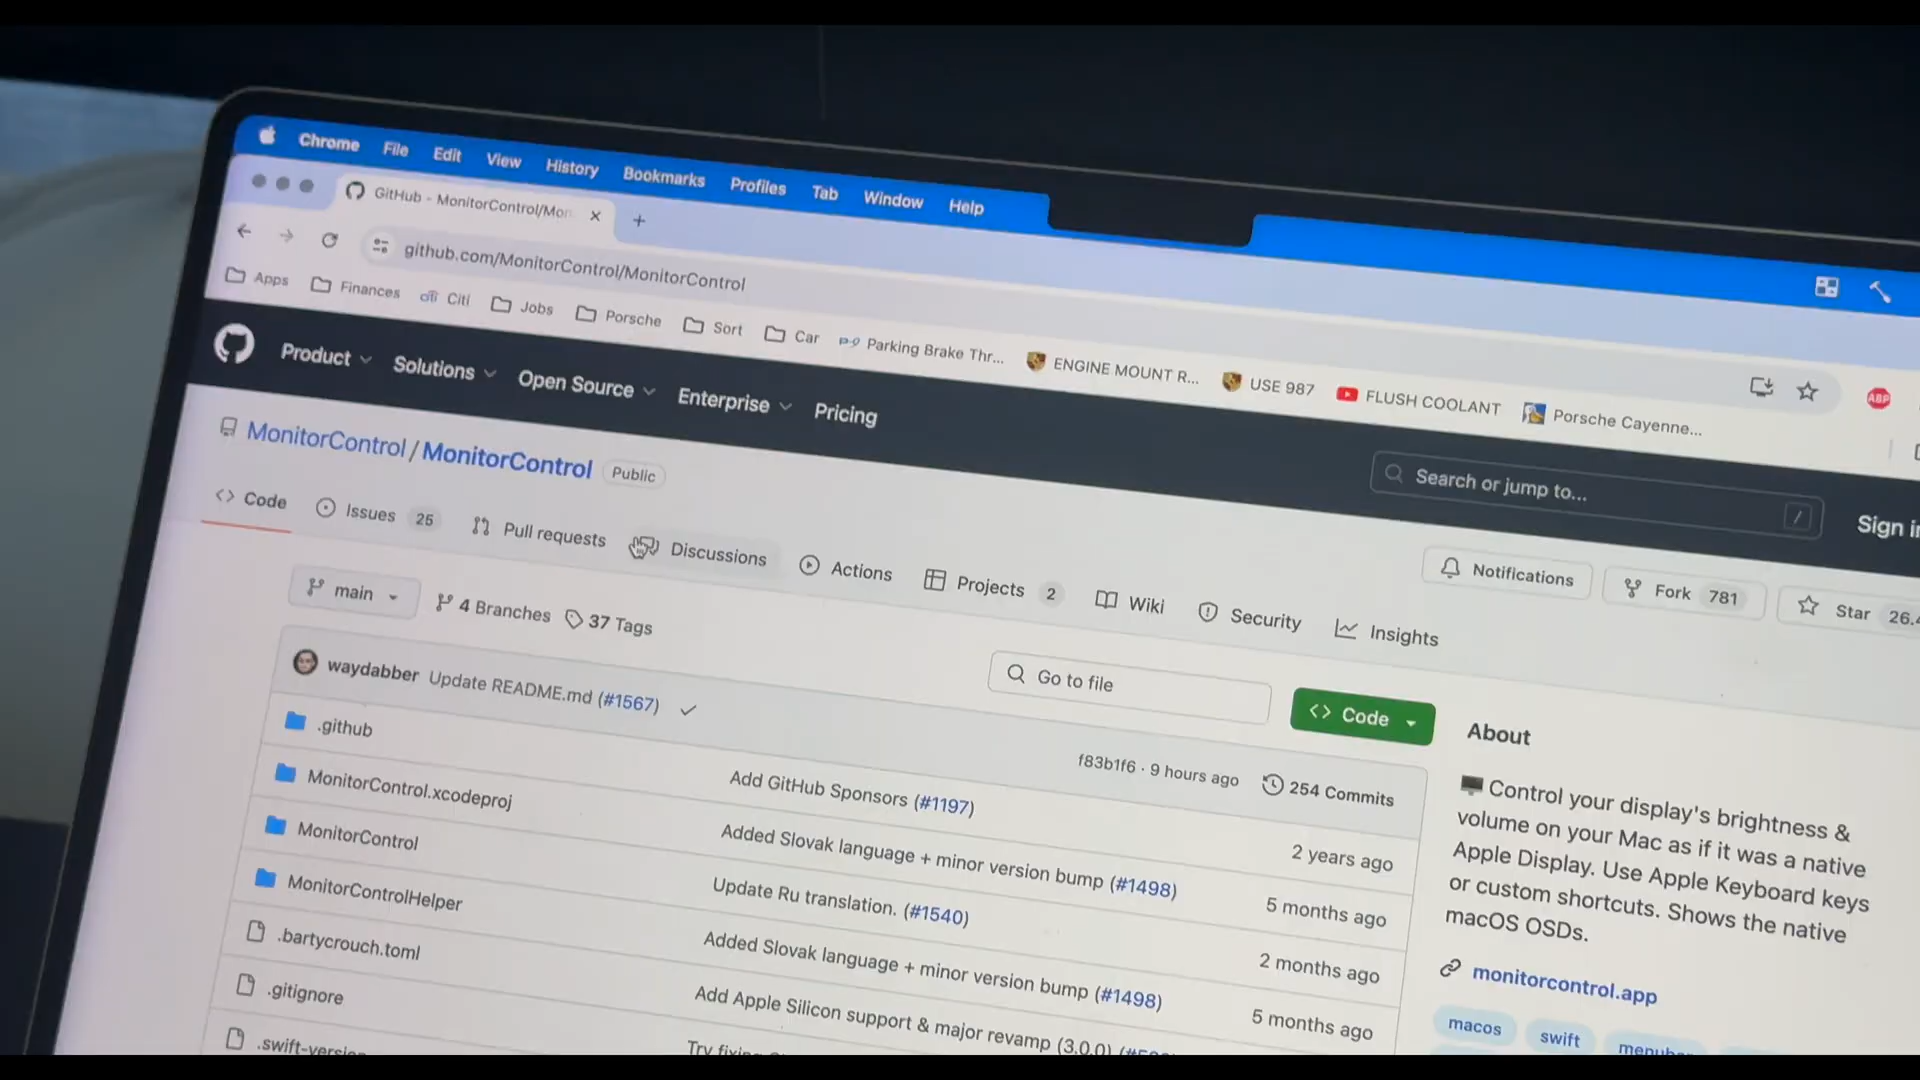 Chrome File Edit View History Bookmarks Profiles Tab Window Help
GitHub - MonitorControl/Mon
github.com/MonitorControl/MonitorControl
Apps Finances citi Citi Jobs Porsche Sort Car Parking Brake Thr... ENGINE MOUNT R... USE 987 FLUSH COOLANT Porsche Cayenne...
ABP
Product Solutions Open Source Enterprise Pricing
Search or jump to... /
Sign in
MonitorControl/MonitorControl Public
Notifications Fork 781 Star 26.4
Code Issues 25 Pull requests Discussions Actions Projects 2 Wiki Security Insights
main 4 Branches 37 Tags
Go to file
Code
waydabber Update README.md (#1567)
f83b1f6 · 9 hours ago 254 Commits
.github Add GitHub Sponsors (#1197) 2 years ago
MonitorControl.xcodeproj Added Slovak language + minor version bump (#1498) 5 months ago
MonitorControl Update Ru translation. (#1540) 2 months ago
MonitorControlHelper Added Slovak language + minor version bump (#1498) 5 months ago
.bartycrouch.toml Add Apple Silicon support & major revamp (3.0.0)
.gitignore
About
Control your display's brightness &
volume on your Mac as if it was a native
Apple Display. Use Apple Keyboard keys
or custom shortcuts. Shows the native
macOS OSDs.
monitorcontrol.app
macos swift